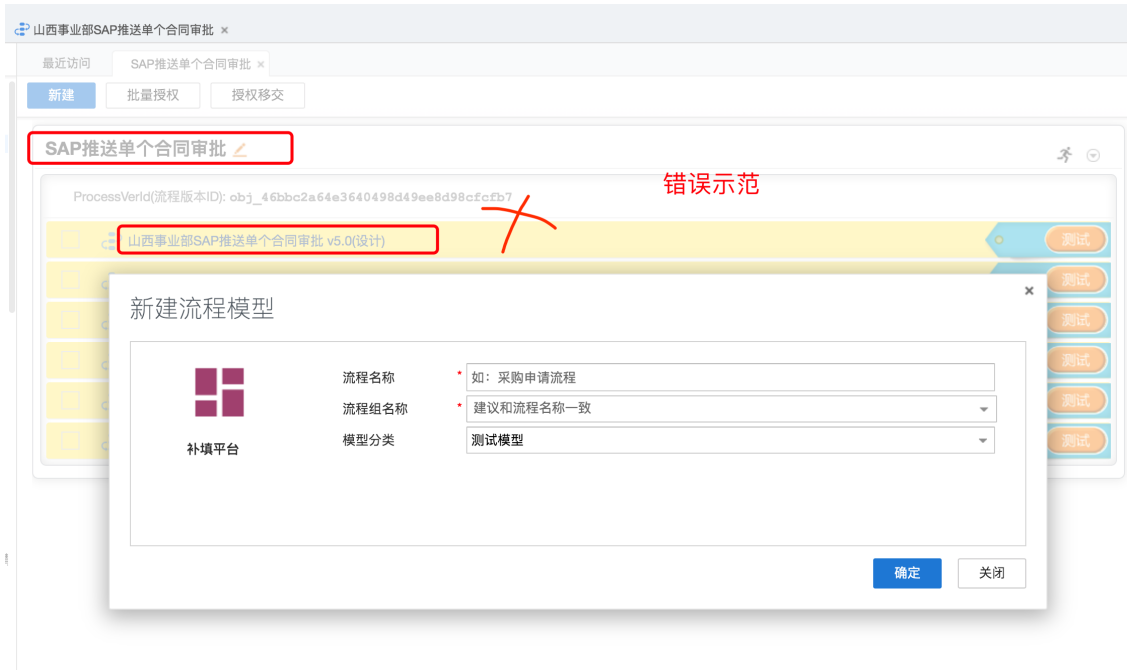 山西事业部SAP推送单个合同审批 ×
最近访问 SAP推送单个合同审批 ×
新建 批量授权 授权移交
SAP推送单个合同审批
错误示范
ProcessVerId(流程版本ID): obj_46bbc2a64e3640498d49ee8d98cfcfb7
山西事业部SAP推送单个合同审批 v5.0(设计) 测试
测试
新建流程模型 ×
测试
测试
流程名称 * 如：采购申请流程
流程组名称 * 建议和流程名称一致
测试
模型分类 测试模型
测试
补填平台
确定 关闭